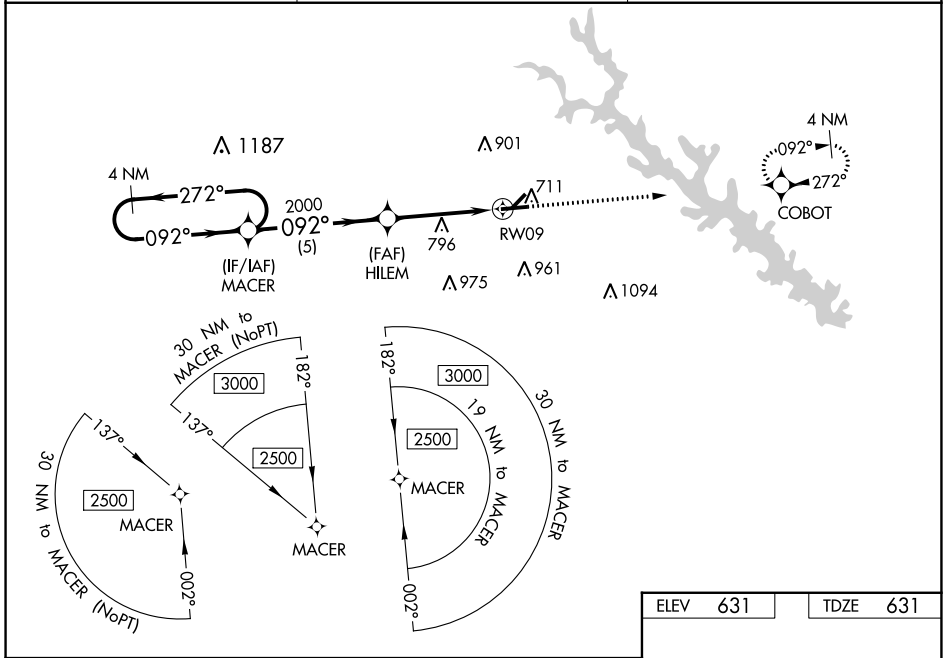 1187
901
4 NM
092°
272°
COBOT
4 NM
272°
092°
2000
092°
(5)
711
RW09
796
(IF/IAF)
MACER
(FAF)
HILEM
975
961
1094
30 NM to
MACER (NoPT)
3000
182°
137°
2500
MACER
182°
3000
2500
19 NM to MACER
30 NM to MACER
MACER
002°
137°
2500
MACER
30 NM to MACER (NoPT)
002°
ELEV 631
TDZE 631